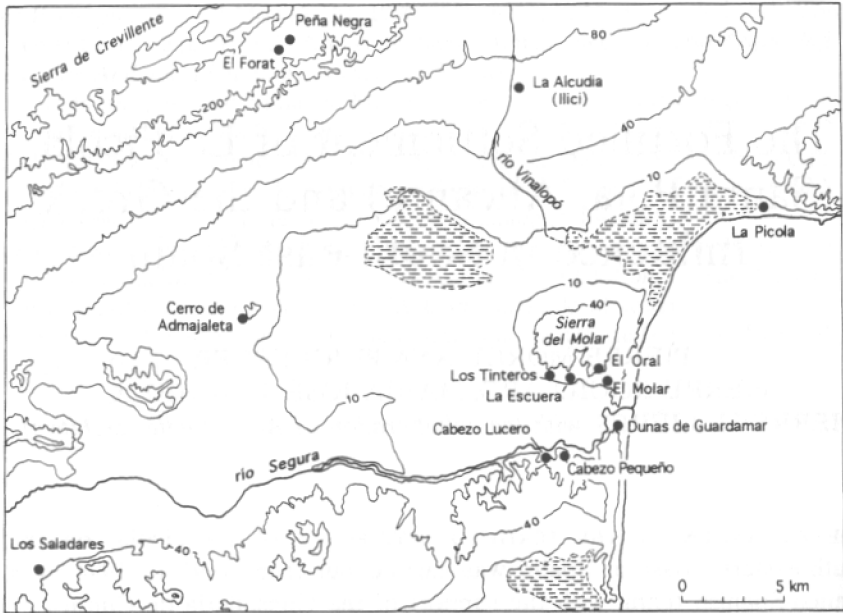 Peña Negra
Sierra de Crevillente
El Forat
80
La Alcudia
(Ilici)
200
40
río Vinalopó
10
La Picola
10
Cerro de
Admajaleta
40
Sierra
del Molar
El Oral
Los Tinteros
El Molar
La Escuera
10
Cabezo Lucero
Dunas de Guardamar
río Segura
Cabezo Pequeño
40
Los Saladares
40
0 5 km